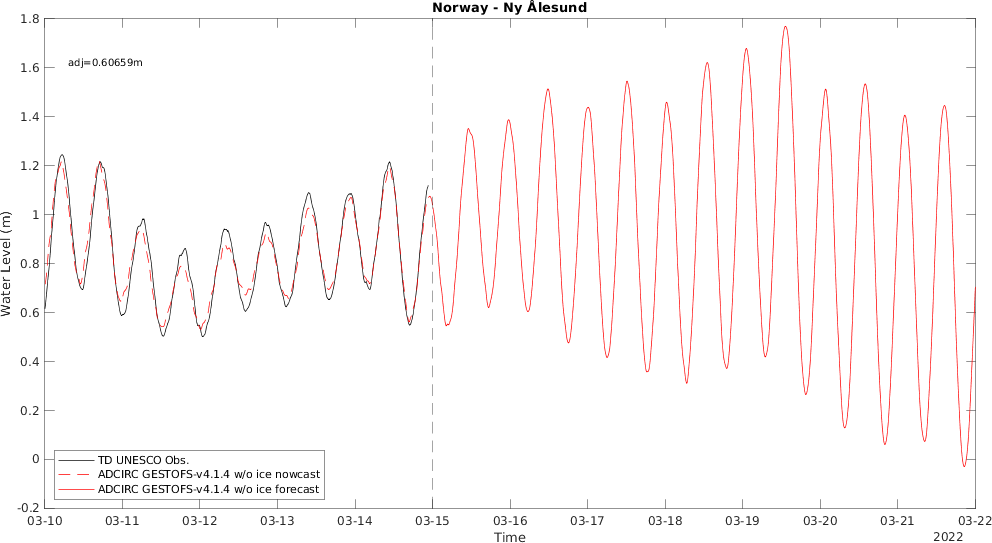 Norway - Ny Ålesund
adj=0.60659m
Water Level (m)
1.8
1.6
1.4
1.2
1
0.8
0.6
0.4
0.2
0
-0.2
TD UNESCO Obs.
ADCIRC GESTOFS-v4.1.4 w/o ice nowcast
ADCIRC GESTOFS-v4.1.4 w/o ice forecast
03-10 03-11 03-12 03-13 03-14 03-15 03-16 03-17 03-18 03-19 03-20 03-21 03-22
Time
2022